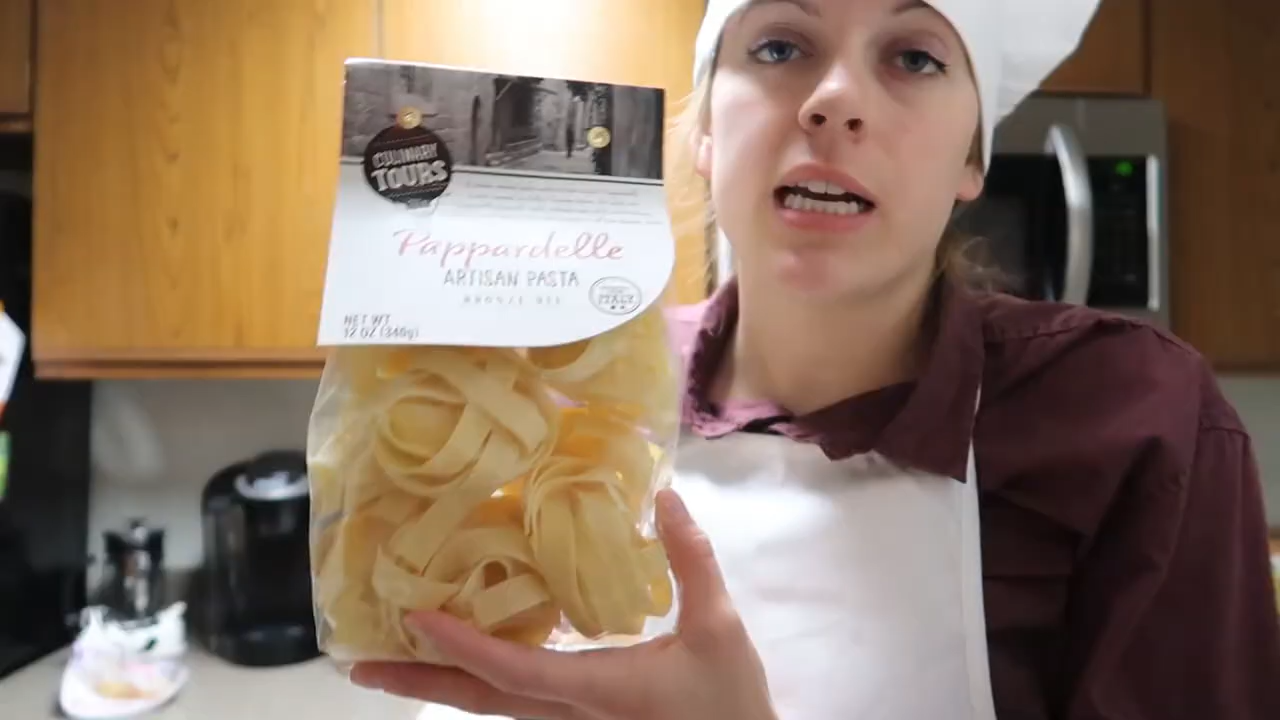 CULINARY
TOURS
Pappardelle
ARTISAN PASTA
BRONZE DIE
ITALY
NET WT
12 OZ (340g)